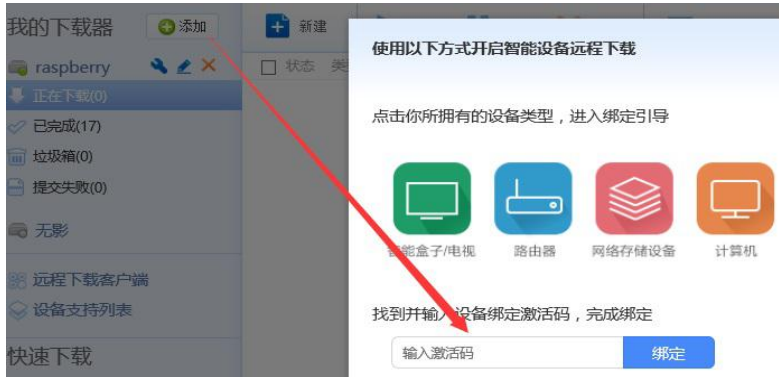 我的下载器
添加
raspberry
正在下载(0)
已完成(17)
垃圾箱(0)
提交失败(0)
无影
远程下载客户端
设备支持列表
快速下载
新建
状态 类
使用以下方式开启智能设备远程下载
点击你所拥有的设备类型，进入绑定引导
智能盒子/电视 路由器 网络存储设备 计算机
找到并输入设备绑定激活码，完成绑定
输入激活码
绑定